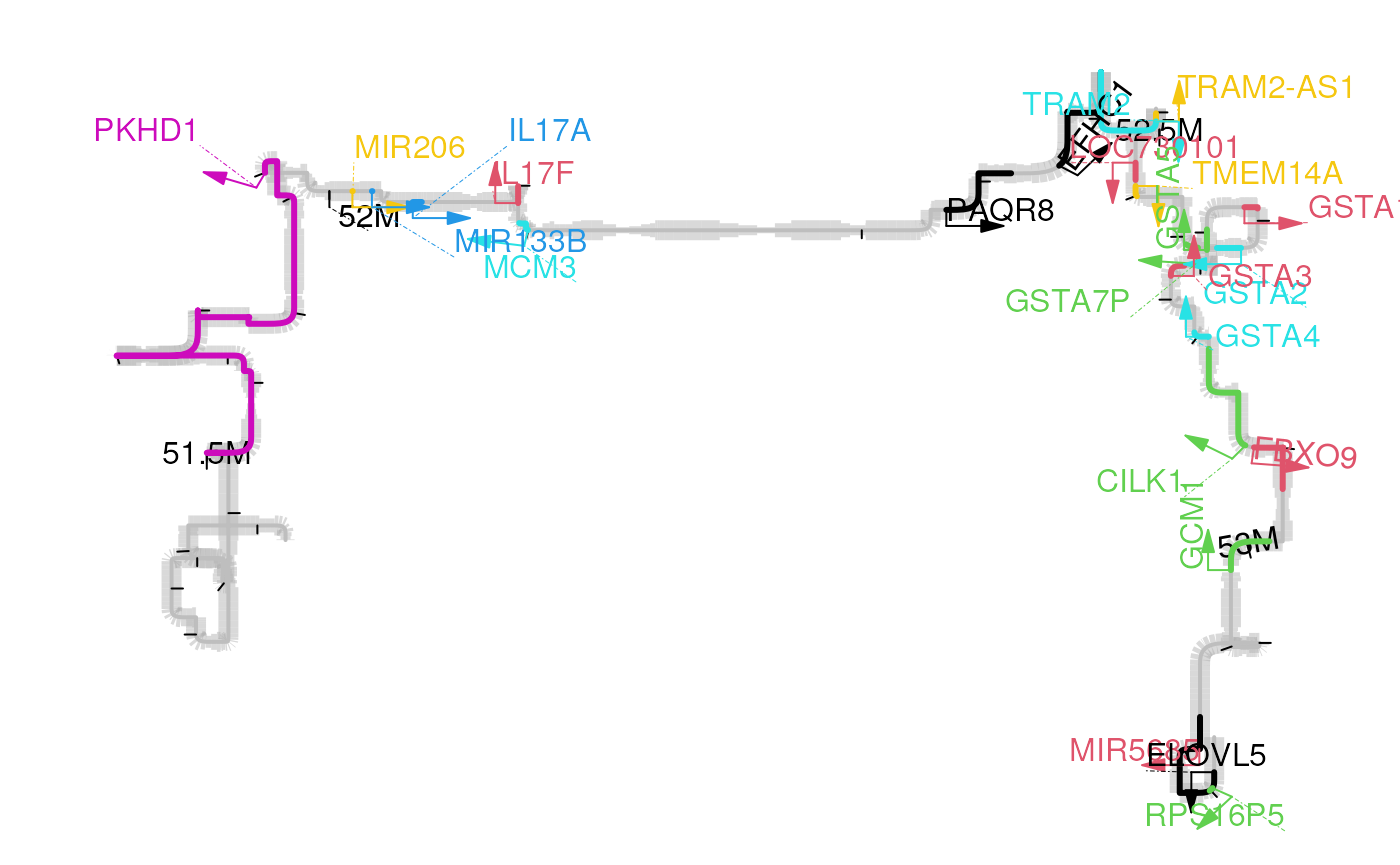 TRAM2-AS1
TRAM2
EFHC1
52.5M
PKHD1
IL17A
MIR206
LOC730101
IL17F
TMEM14A
GSTA5
52M
PAQR8
GSTA1
MIR133B
MCM3
GSTA3
GSTA2
GSTA7P
GSTA4
51.5M
FBXO9
CILK1
GCM1
53M
MIR5685
ELOVL5
RPS16P5